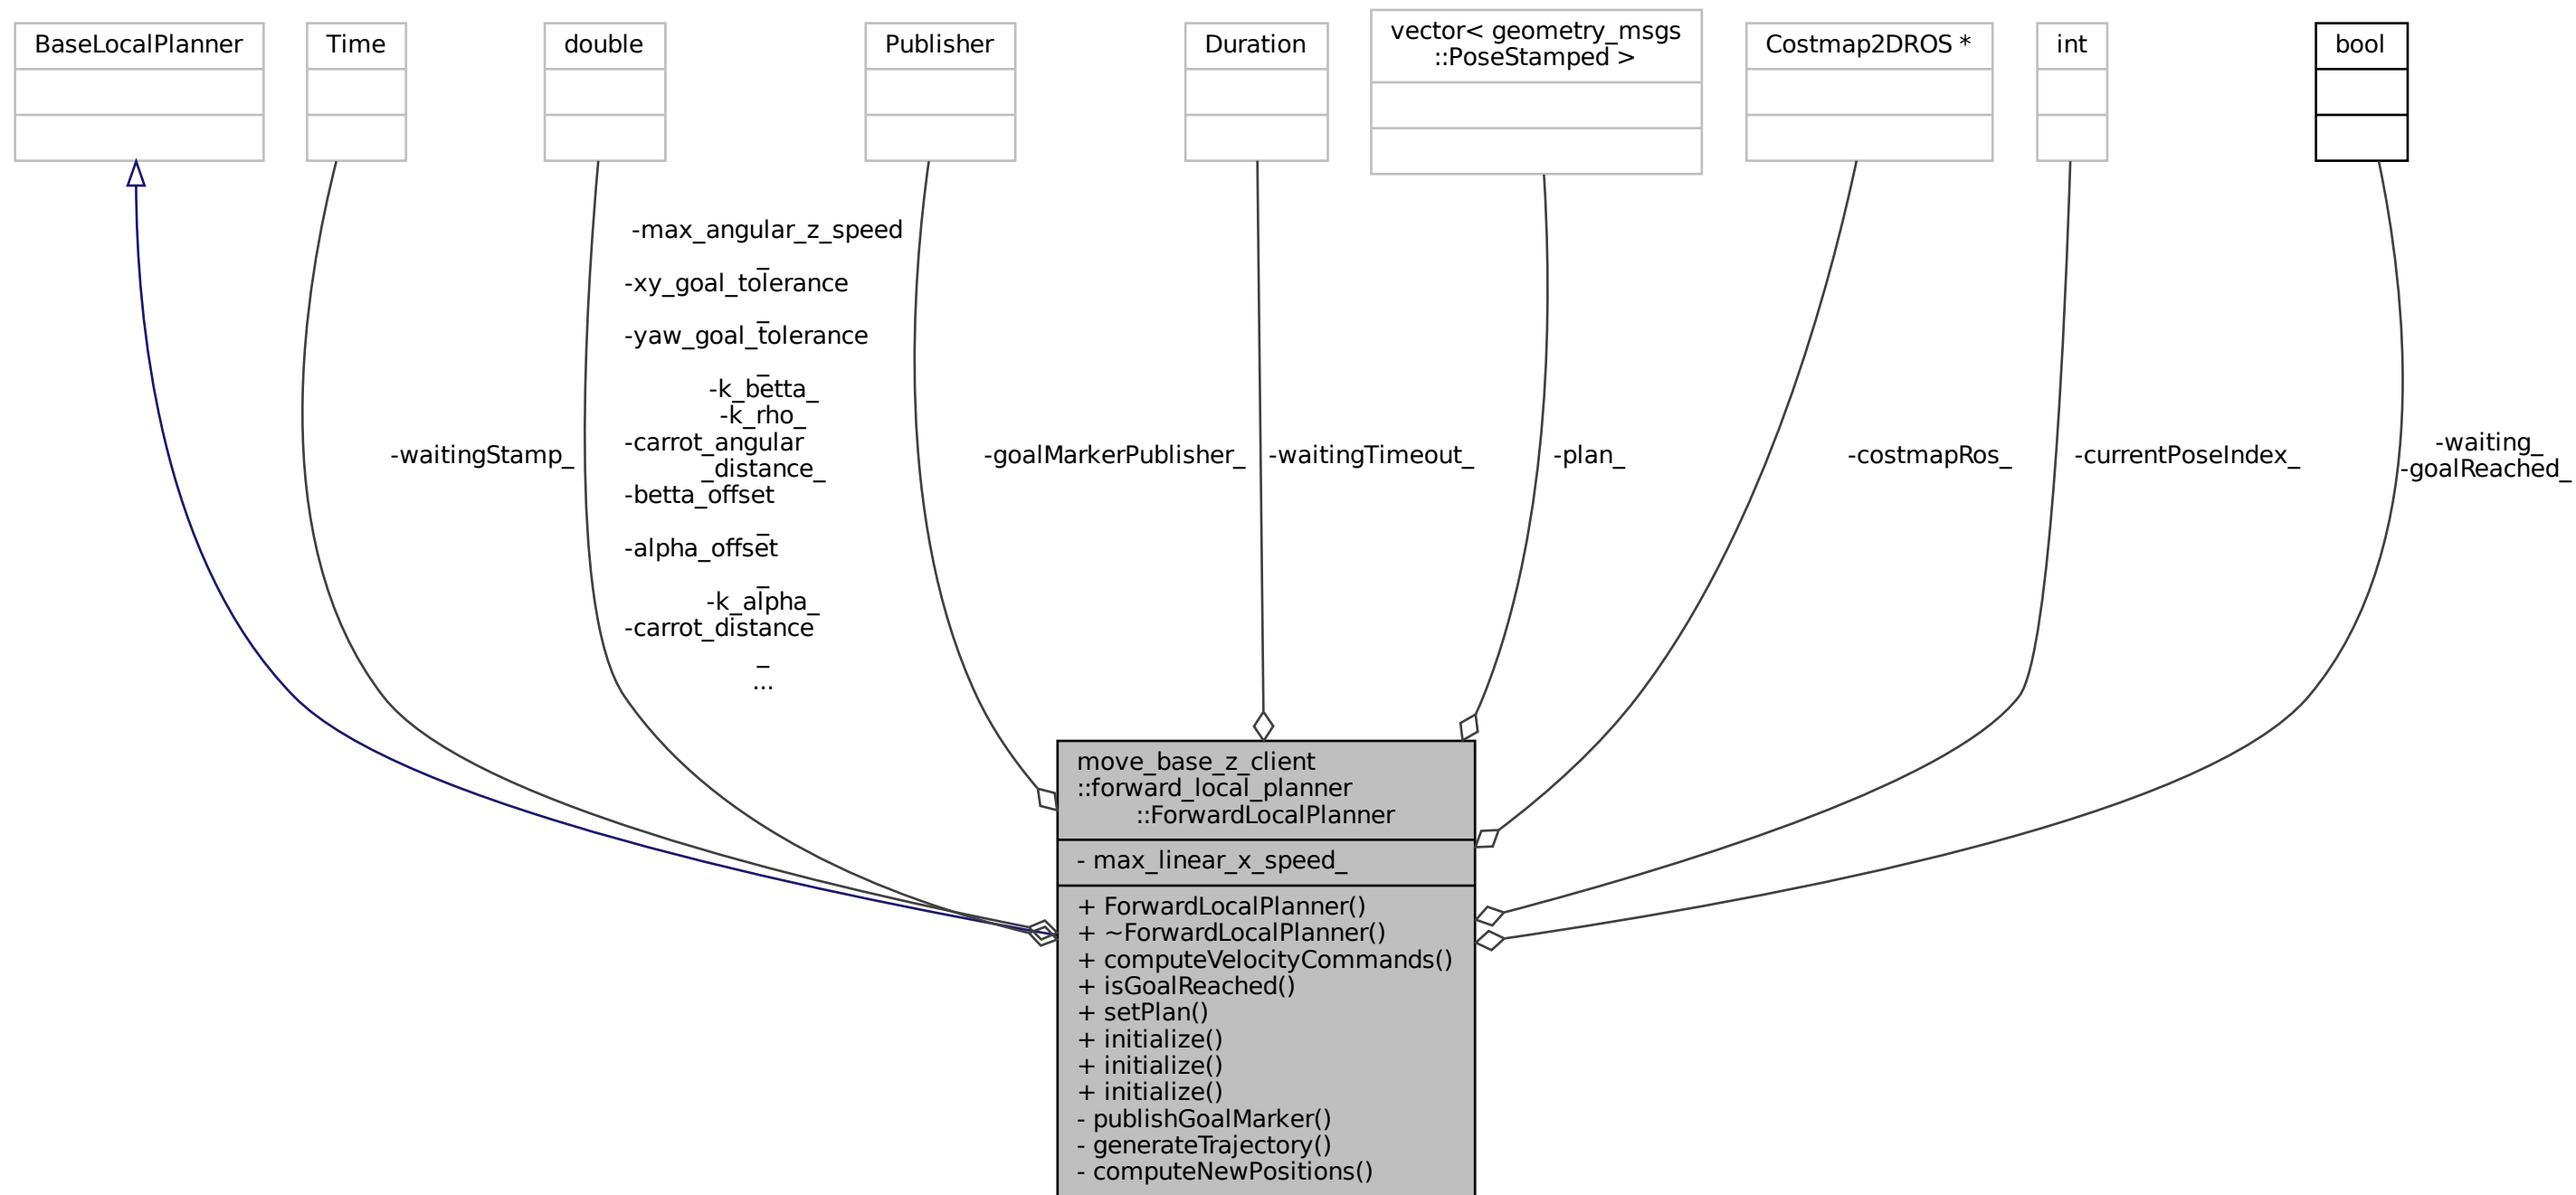 BaseLocalPlanner
Time
double
Publisher
Duration
vector< geometry_msgs
::PoseStamped >
Costmap2DROS *
int
bool
-waitingStamp_
-max_angular_z_speed
_
-xy_goal_tolerance
_
-yaw_goal_tolerance
_
-k_betta_
-k_rho_
-carrot_angular
_distance_
-betta_offset
_
-alpha_offset
_
-k_alpha_
-carrot_distance
_
...
-goalMarkerPublisher_
-waitingTimeout_
-plan_
-costmapRos_
-currentPoseIndex_
-waiting_
-goalReached_
move_base_z_client
::forward_local_planner
::ForwardLocalPlanner
- max_linear_x_speed_
+ ForwardLocalPlanner()
+ ~ForwardLocalPlanner()
+ computeVelocityCommands()
+ isGoalReached()
+ setPlan()
+ initialize()
+ initialize()
+ initialize()
- publishGoalMarker()
- generateTrajectory()
- computeNewPositions()